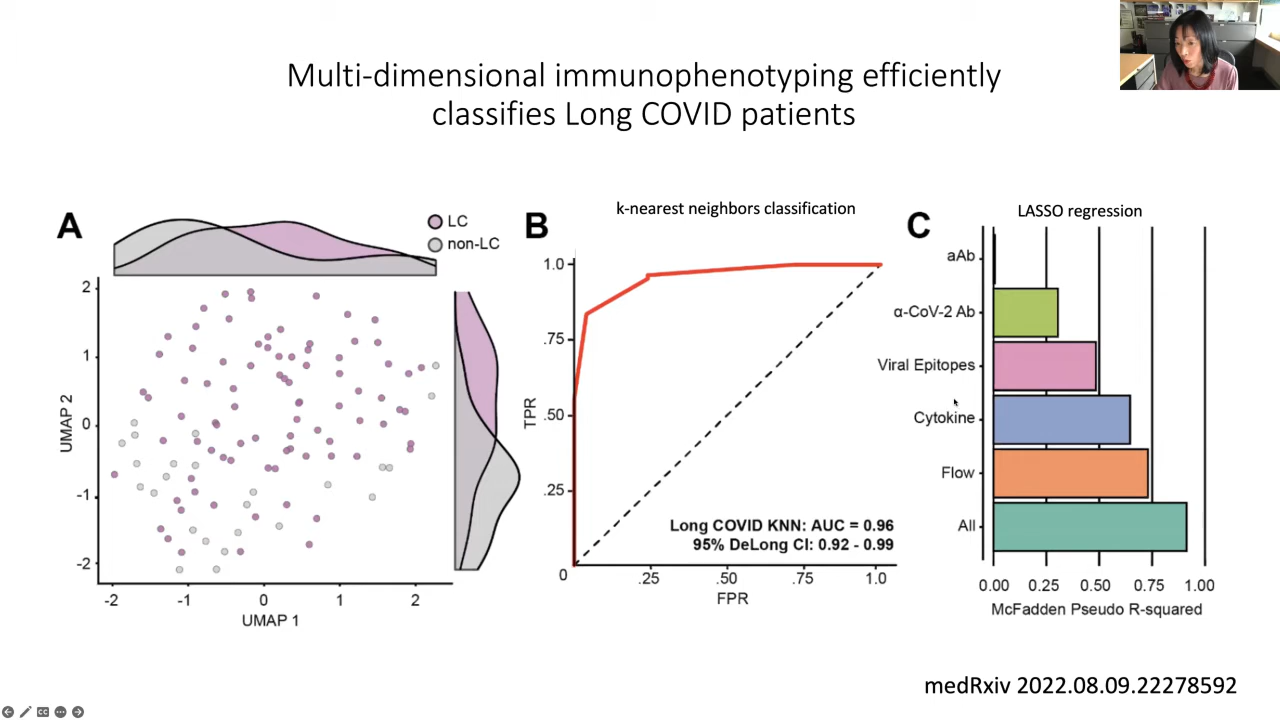 Multi-dimensional immunophenotyping efficiently
classifies Long COVID patients
A
LC
non-LC
UMAP 2
2
1
0
-1
-2
-2
-1
0
1
2
UMAP 1
B
k-nearest neighbors classification
TPR
1.0
.75
.50
.25
0
.25
.50
.75
1.0
FPR
Long COVID KNN: AUC = 0.96
95% DeLong CI: 0.92 - 0.99
C
LASSO regression
aAb
α-CoV-2 Ab
Viral Epitopes
Cytokine
Flow
All
0.00 0.25 0.50 0.75 1.00
McFadden Pseudo R-squared
medRxiv 2022.08.09.22278592
CC